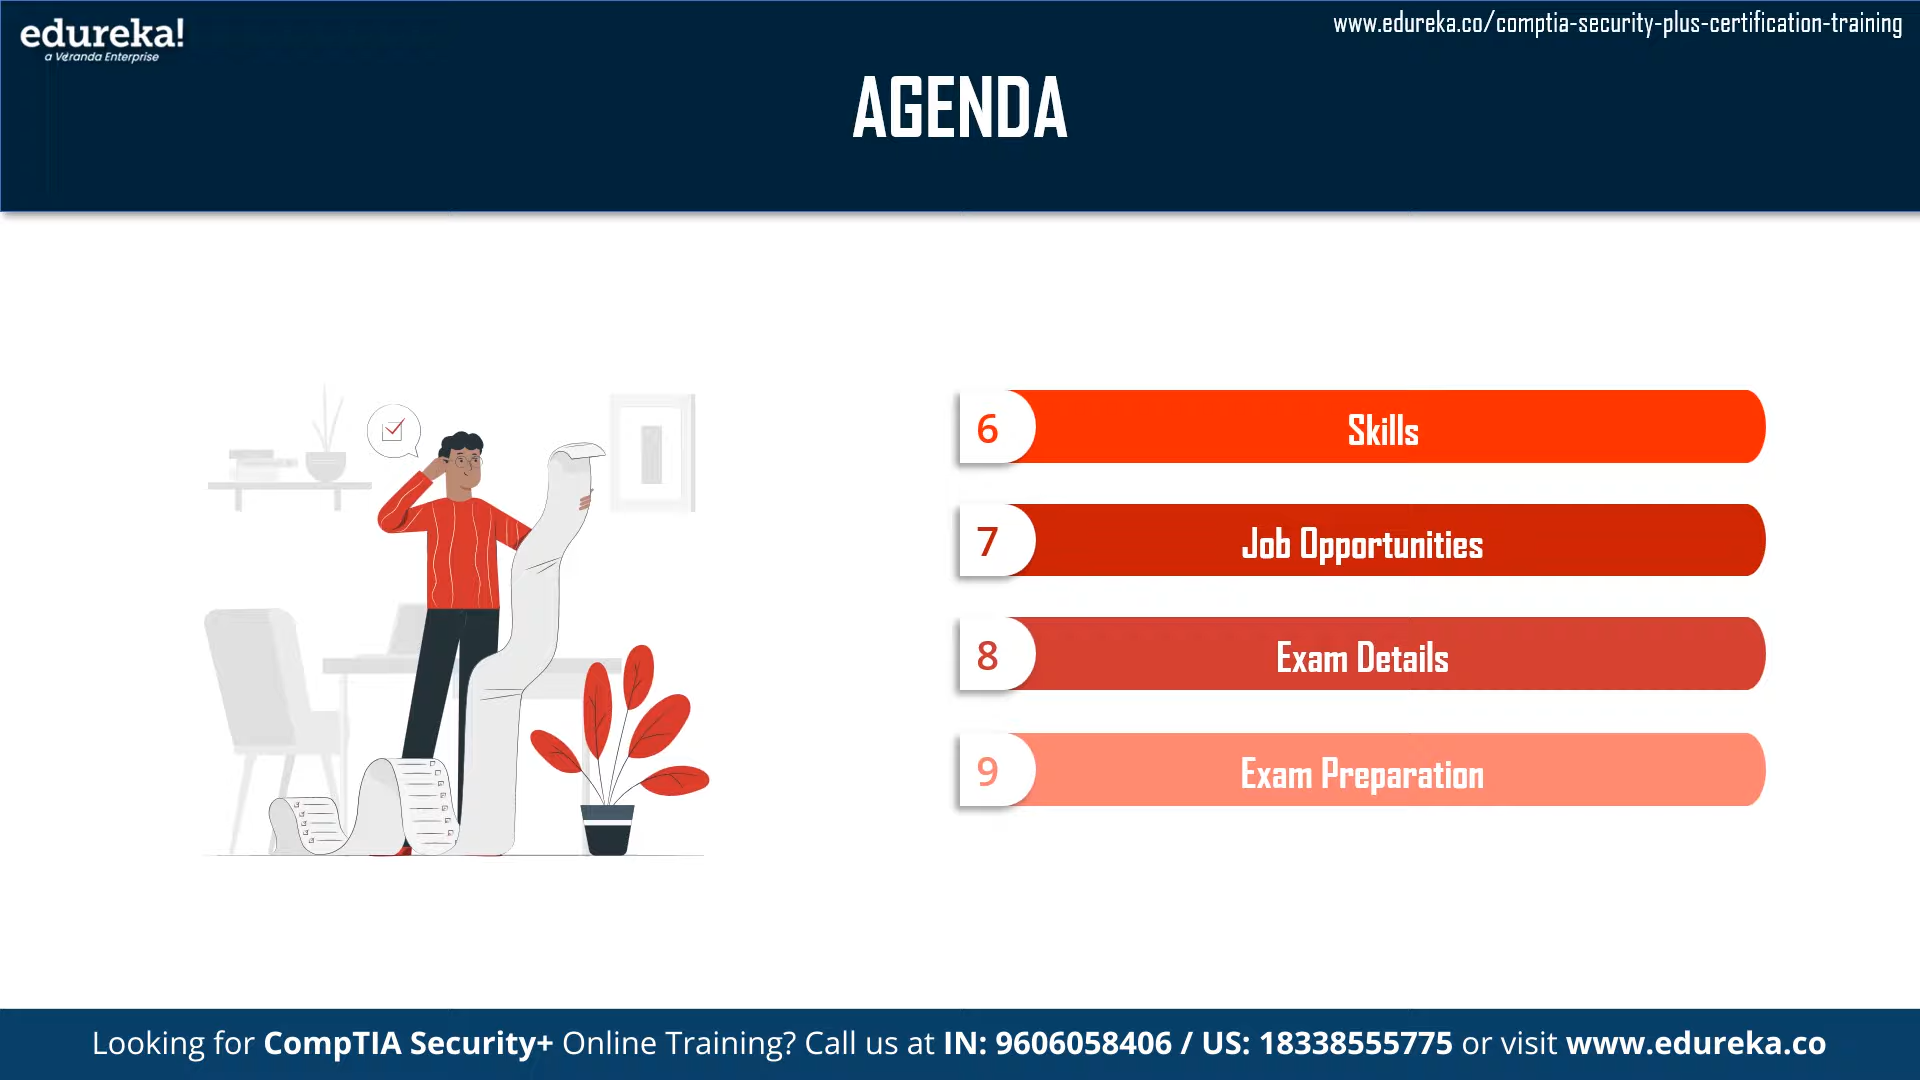 edureka!
a Veranda Enterprise
www.edureka.co/comptia-security-plus-certification-training
AGENDA
6 Skills
7 Job Opportunities
8 Exam Details
9 Exam Preparation
Looking for CompTIA Security+ Online Training? Call us at IN: 9606058406 / US: 18338555775 or visit www.edureka.co